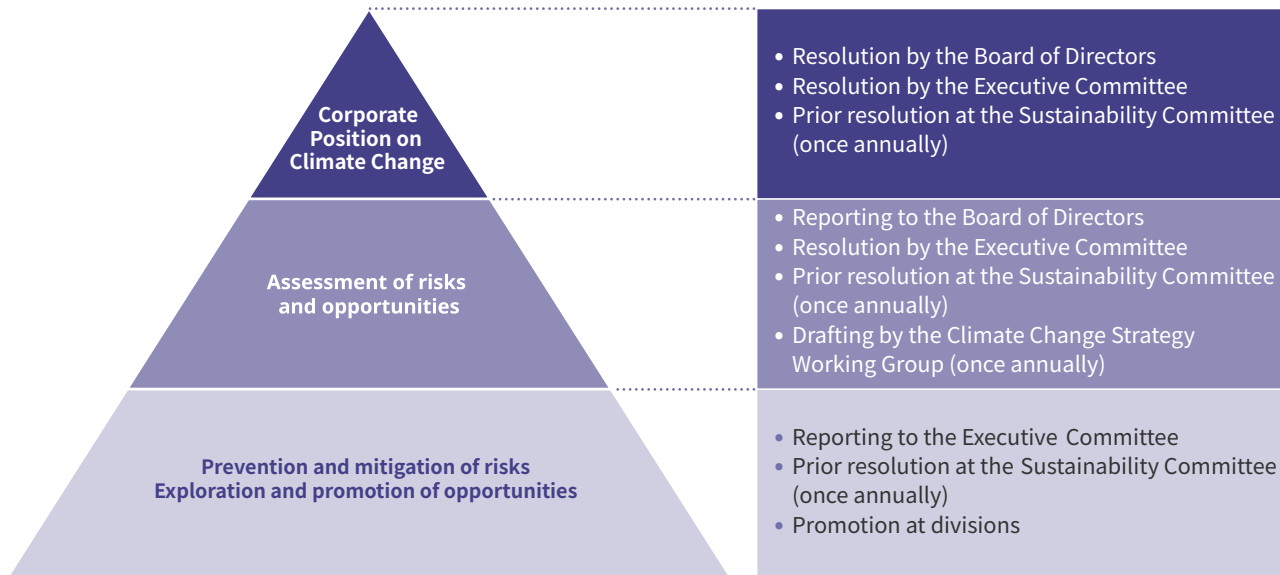 Corporate
Position on
Climate Change
• Resolution by the Board of Directors
• Resolution by the Executive Committee
• Prior resolution at the Sustainability Committee
(once annually)
Assessment of risks
and opportunities
• Reporting to the Board of Directors
• Resolution by the Executive Committee
• Prior resolution at the Sustainability Committee
(once annually)
• Drafting by the Climate Change Strategy
Working Group (once annually)
Prevention and mitigation of risks
Exploration and promotion of opportunities
• Reporting to the Executive Committee
• Prior resolution at the Sustainability Committee
(once annually)
• Promotion at divisions